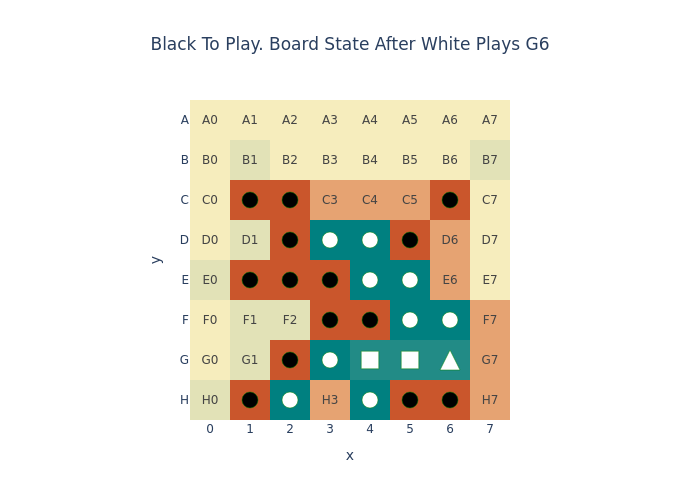 Black To Play. Board State After White Plays G6
A A0 A1 A2 A3 A4 A5 A6 A7
B B0 B1 B2 B3 B4 B5 B6 B7
C C0 C3 C4 C5 C7
D D0 D1 D6 D7
y
E E0 E6 E7
F F0 F1 F2 F7
G G0 G1 G7
H H0 H3 H7
0 1 2 3 4 5 6 7
x